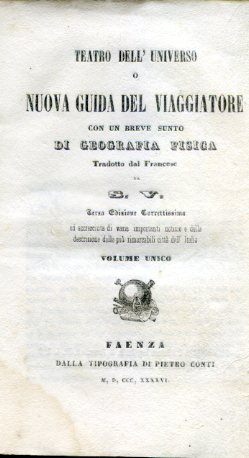 TEATRO DELL' UNIVERSO
O
NUOVA GUIDA DEL VIAGGIATORE
CON UN BREVE SUNTO
DI GEOGRAFIA FISICA
Tradotto dal Francese
DA
S. V.
Terza Edizione Correttissima
ed accresciuta di varie importanti notizie e della
descrizione delle più rimarchevoli città dell' Italia
VOLUME UNICO
FAENZA
DALLA TIPOGRAFIA DI PIETRO CONTI
M, D, CCC, XXXXVI.